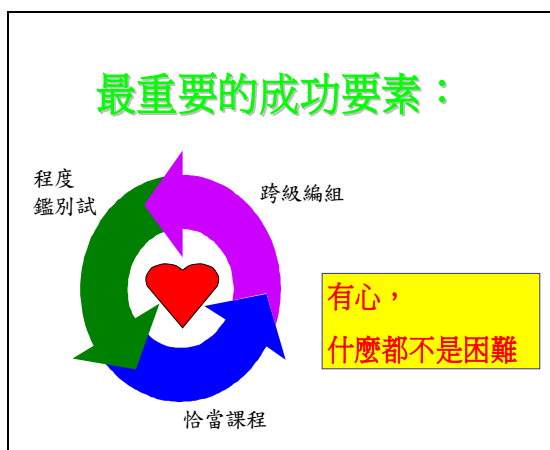 最重要的成功要素：
程度
鑑別試
跨級編組
有心，
什麼都不是困難
恰當課程